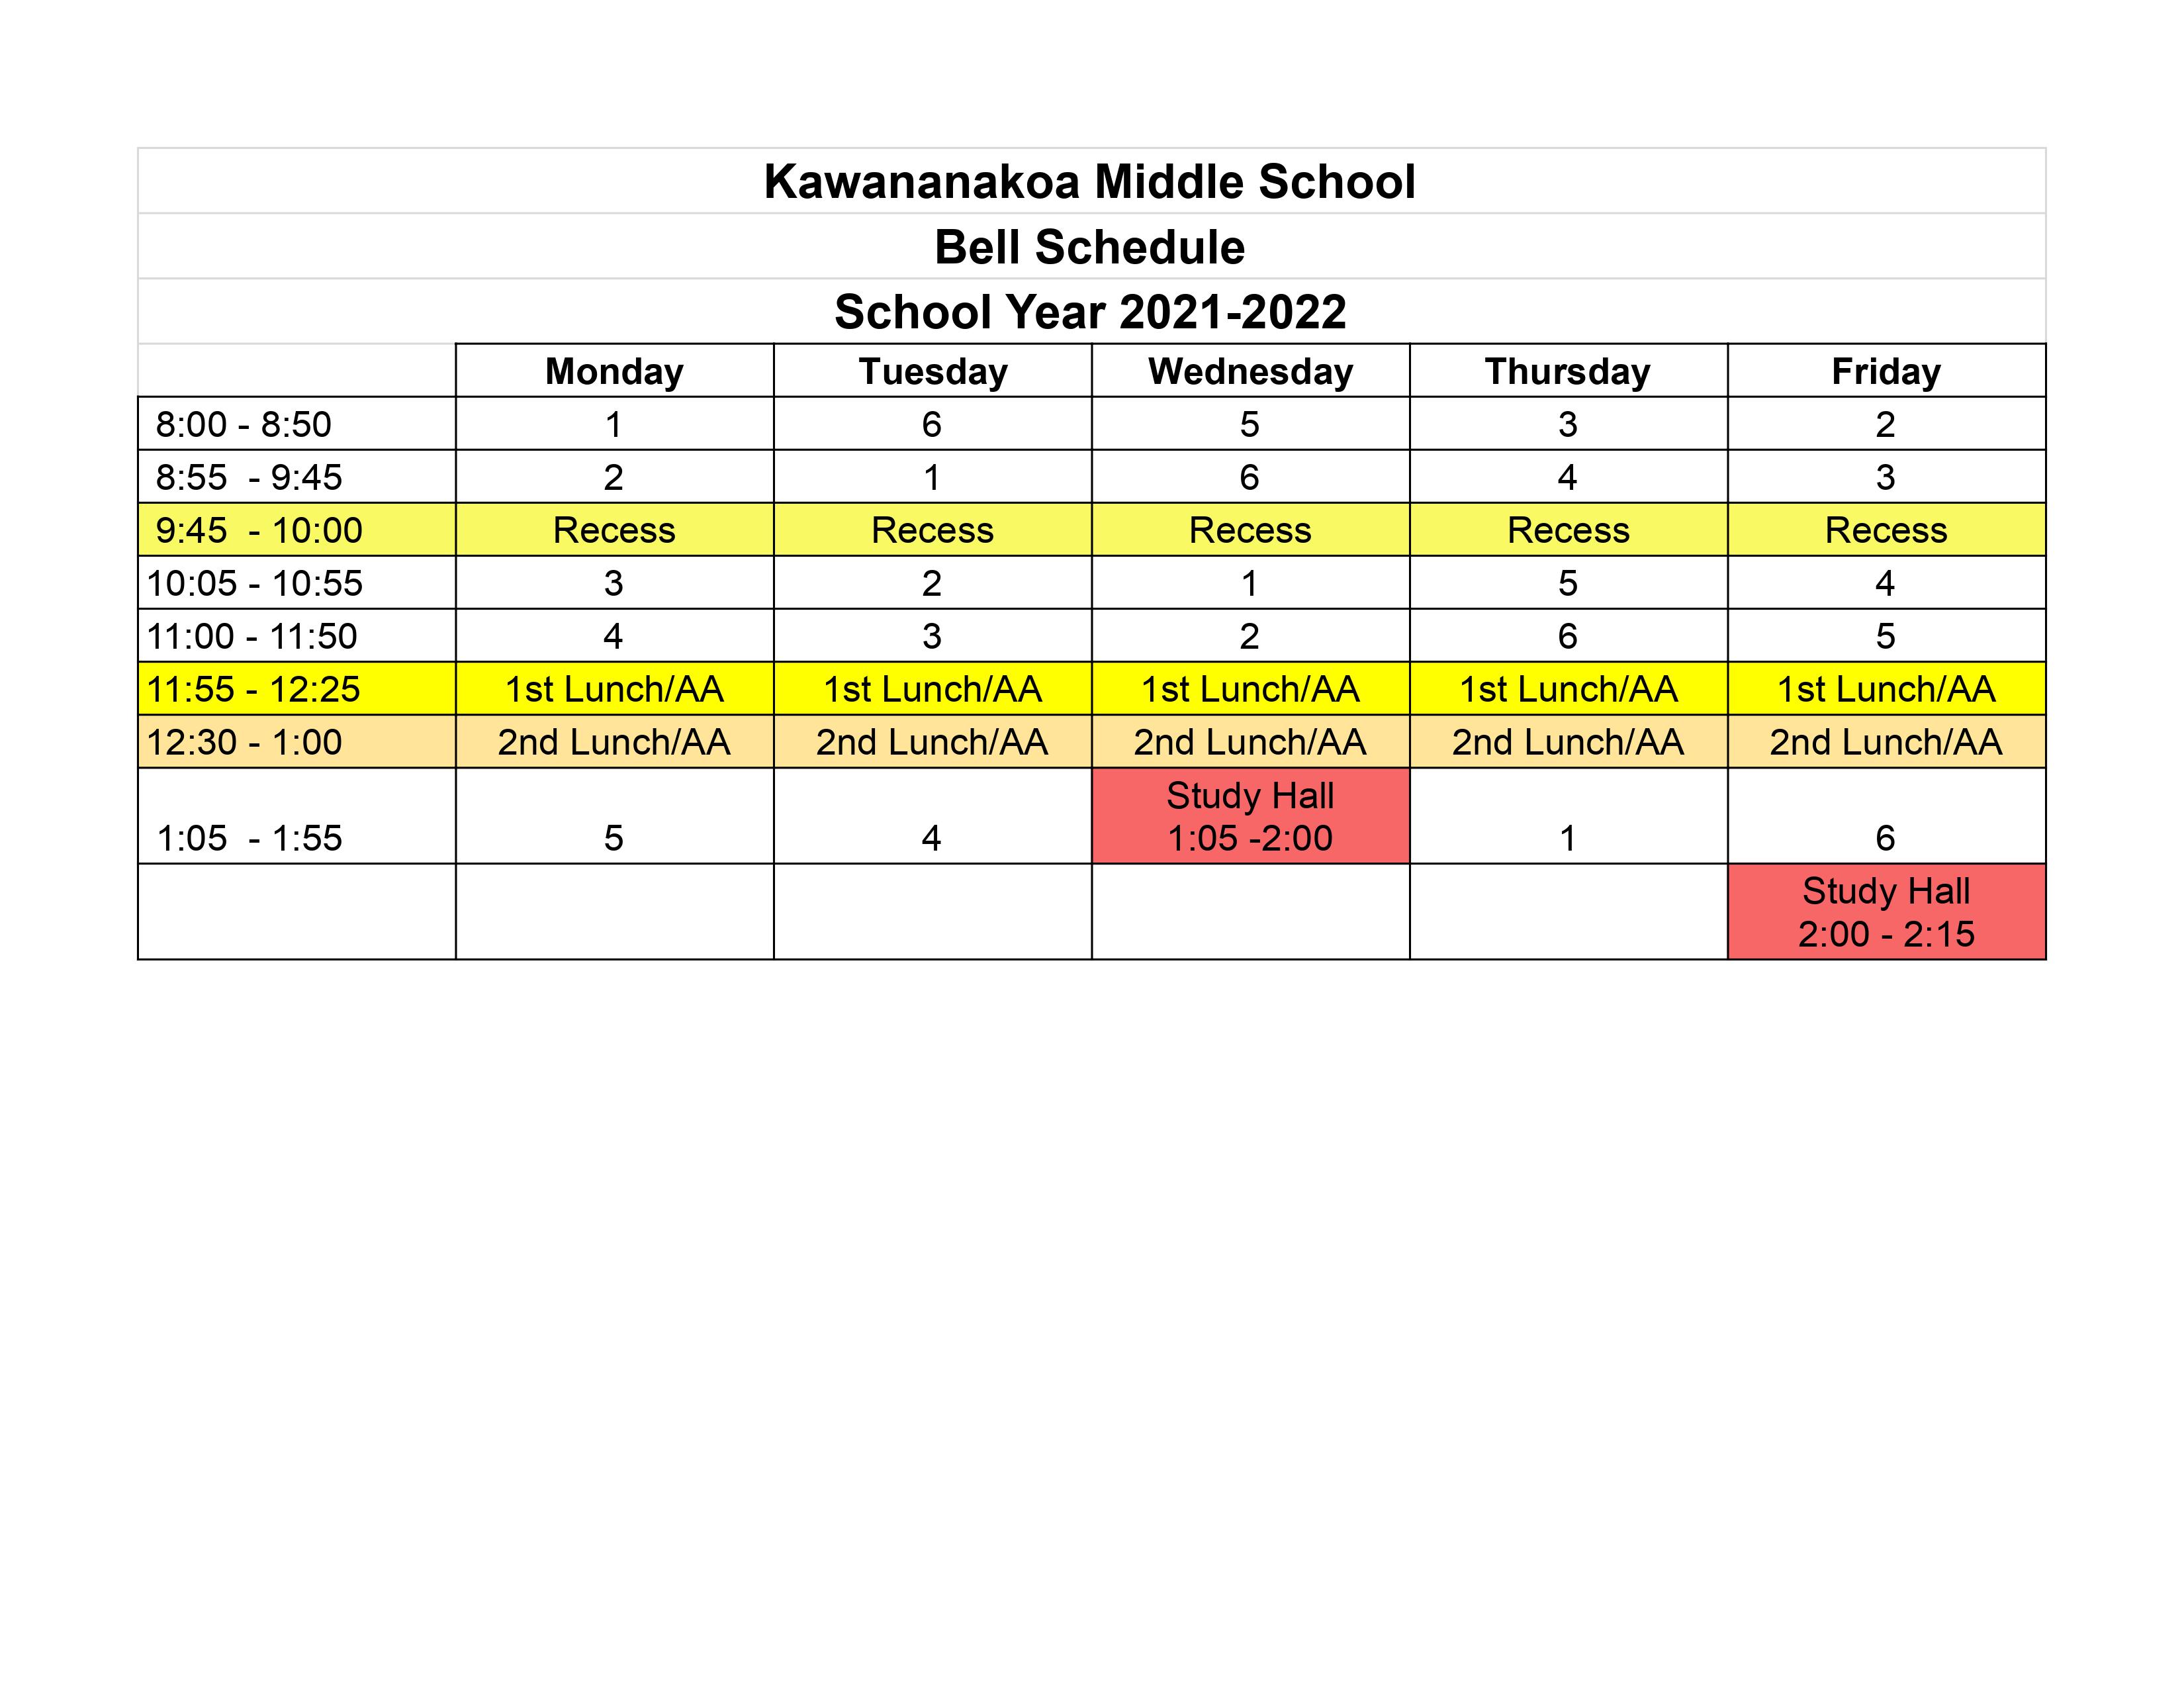 Kawananakoa Middle School
Bell Schedule
School Year 2021-2022
Monday Tuesday Wednesday Thursday Friday
8:00 - 8:50 1 6 5 3 2
8:55 - 9:45 2 1 6 4 3
9:45 - 10:00 Recess Recess Recess Recess Recess
10:05 - 10:55 3 2 1 5 4
11:00 - 11:50 4 3 2 6 5
11:55 - 12:25 1st Lunch/AA 1st Lunch/AA 1st Lunch/AA 1st Lunch/AA 1st Lunch/AA
12:30 - 1:00 2nd Lunch/AA 2nd Lunch/AA 2nd Lunch/AA 2nd Lunch/AA 2nd Lunch/AA
Study Hall
1:05 - 1:55 5 4 1:05 -2:00 1 6
Study Hall
2:00 - 2:15